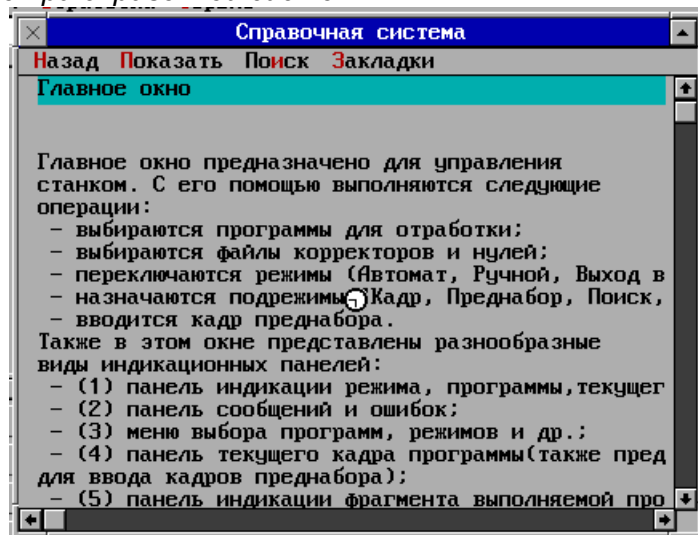 Справочная система
Назад Показать Поиск Закладки
Главное окно
Главное окно предназначено для управления
станком. С его помощью выполняются следующие
операции:
- выбираются программы для отработки;
- выбираются файлы корректоров и нулей;
- переключаются режимы (Автомат, Ручной, Выход в
- назначаются подрежимы Кадр, Преднабор, Поиск,
- вводится кадр преднабора.
Также в этом окне представлены разнообразные
виды индикационных панелей:
- (1) панель индикации режима, программы,текущег
- (2) панель сообщений и ошибок;
- (3) меню выбора программ, режимов и др.;
- (4) панель текущего кадра программы(также пред
для ввода кадров преднабора);
- (5) панель индикации фрагмента выполняемой про